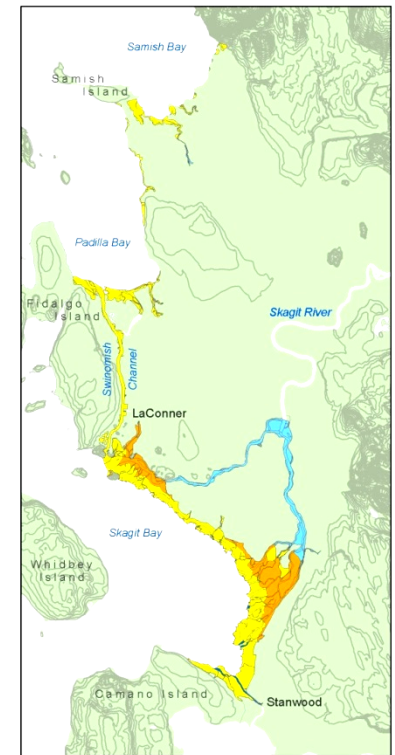 Samish Bay
Samish
Island
Padilla Bay
Fidalgo
Island
Skagit River
Swinomish
Channel
LaConner
Skagit Bay
Whidbey
Island
Camano Island
Stanwood